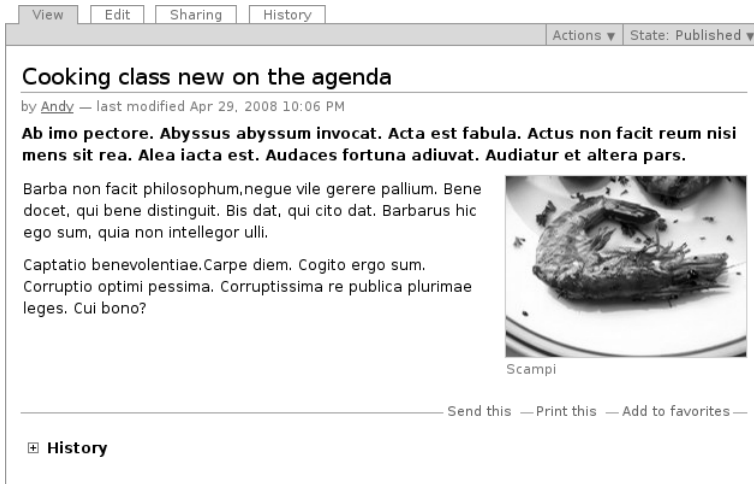 View Edit Sharing History
Actions ▼ State: Published ▼
Cooking class new on the agenda
by Andy — last modified Apr 29, 2008 10:06 PM
Ab imo pectore. Abyssus abyssum invocat. Acta est fabula. Actus non facit reum nisi
mens sit rea. Alea iacta est. Audaces fortuna adiuvat. Audiatur et altera pars.
Barba non facit philosophum,negue vile gerere pallium. Bene
docet, qui bene distinguit. Bis dat, qui cito dat. Barbarus hic
ego sum, quia non intellegor ulli.
Captatio benevolentiae.Carpe diem. Cogito ergo sum.
Corruptio optimi pessima. Corruptissima re publica plurimae
leges. Cui bono?
Scampi
Send this — Print this — Add to favorites —
History